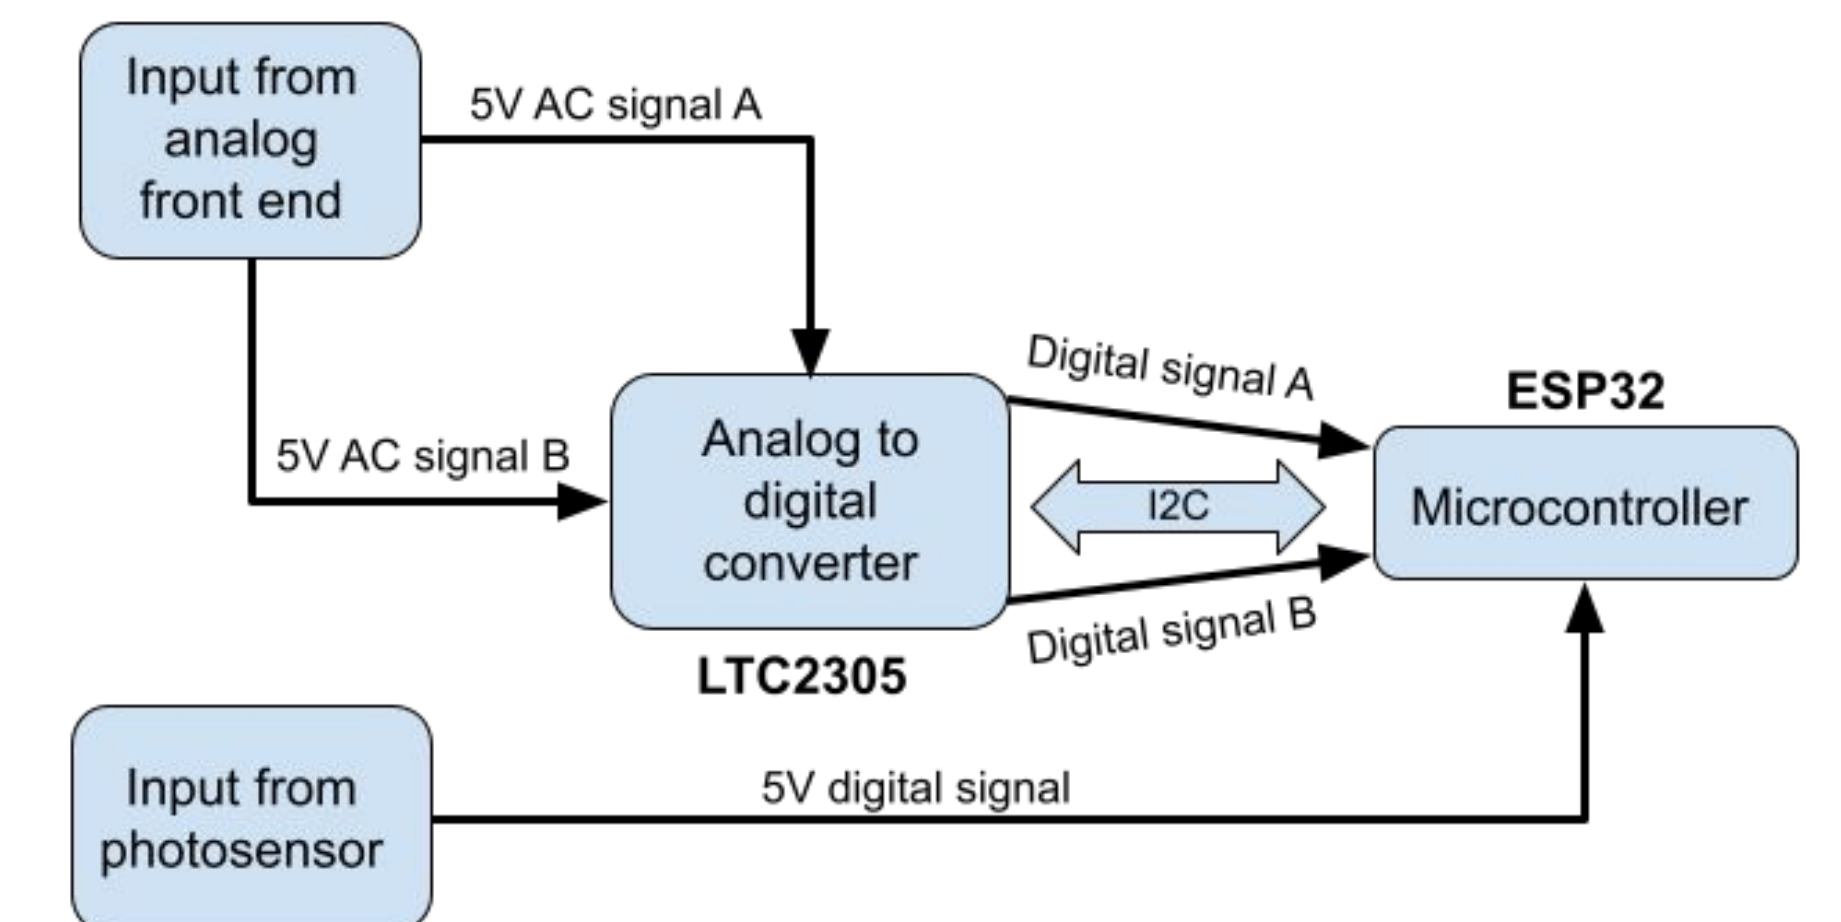 Input from
analog
front end
5V AC signal A
5V AC signal B
Analog to
digital
converter
LTC2305
Digital signal A
I2C
Digital signal B
ESP32
Microcontroller
Input from
photosensor
5V digital signal